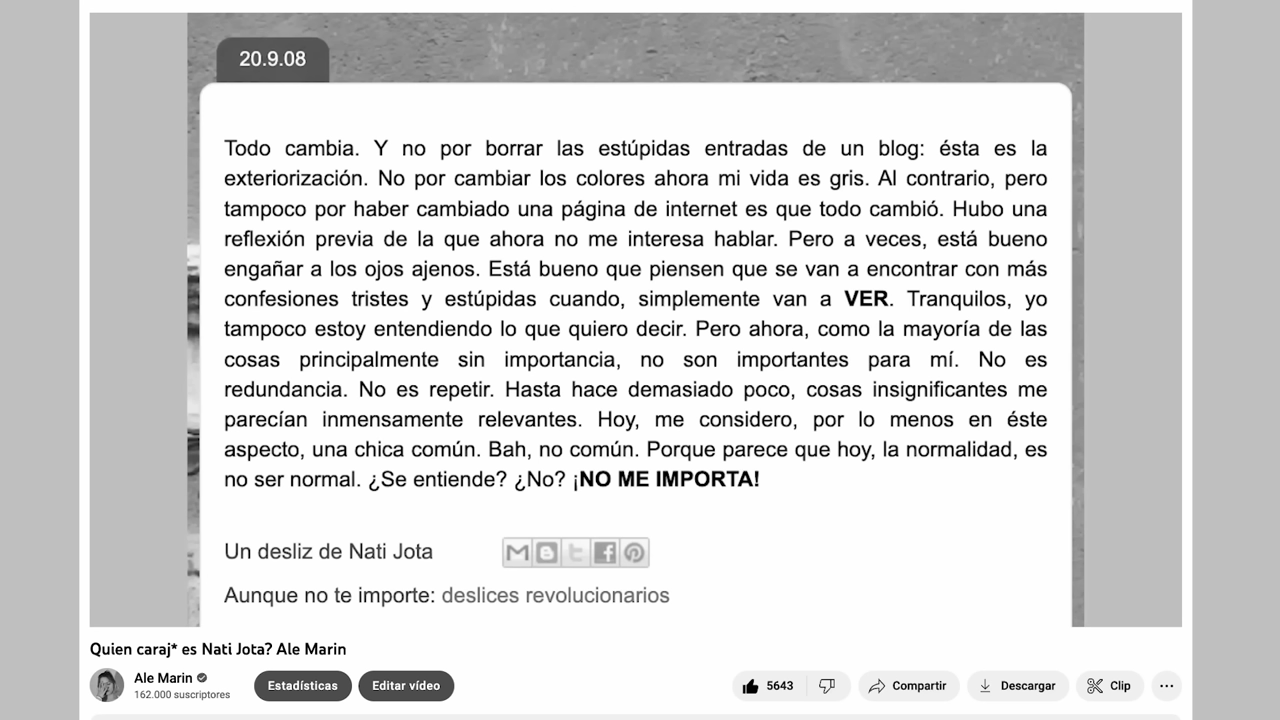 20.9.08
Todo cambia. Y no por borrar las estúpidas entradas de un blog: ésta es la
exteriorización. No por cambiar los colores ahora mi vida es gris. Al contrario, pero
tampoco por haber cambiado una página de internet es que todo cambió. Hubo una
reflexión previa de la que ahora no me interesa hablar. Pero a veces, está bueno
engañar a los ojos ajenos. Está bueno que piensen que se van a encontrar con más
confesiones tristes y estúpidas cuando, simplemente van a VER. Tranquilos, yo
tampoco estoy entendiendo lo que quiero decir. Pero ahora, como la mayoría de las
cosas principalmente sin importancia, no son importantes para mí. No es
redundancia. No es repetir. Hasta hace demasiado poco, cosas insignificantes me
parecían inmensamente relevantes. Hoy, me considero, por lo menos en éste
aspecto, una chica común. Bah, no común. Porque parece que hoy, la normalidad, es
no ser normal. ¿Se entiende? ¿No? ¡NO ME IMPORTA!
Un desliz de Nati Jota
Aunque no te importe: deslices revolucionarios
Quien caraj* es Nati Jota? Ale Marin
Ale Marin
162.000 suscriptores
Estadísticas
Editar vídeo
5643
Compartir
Descargar
Clip